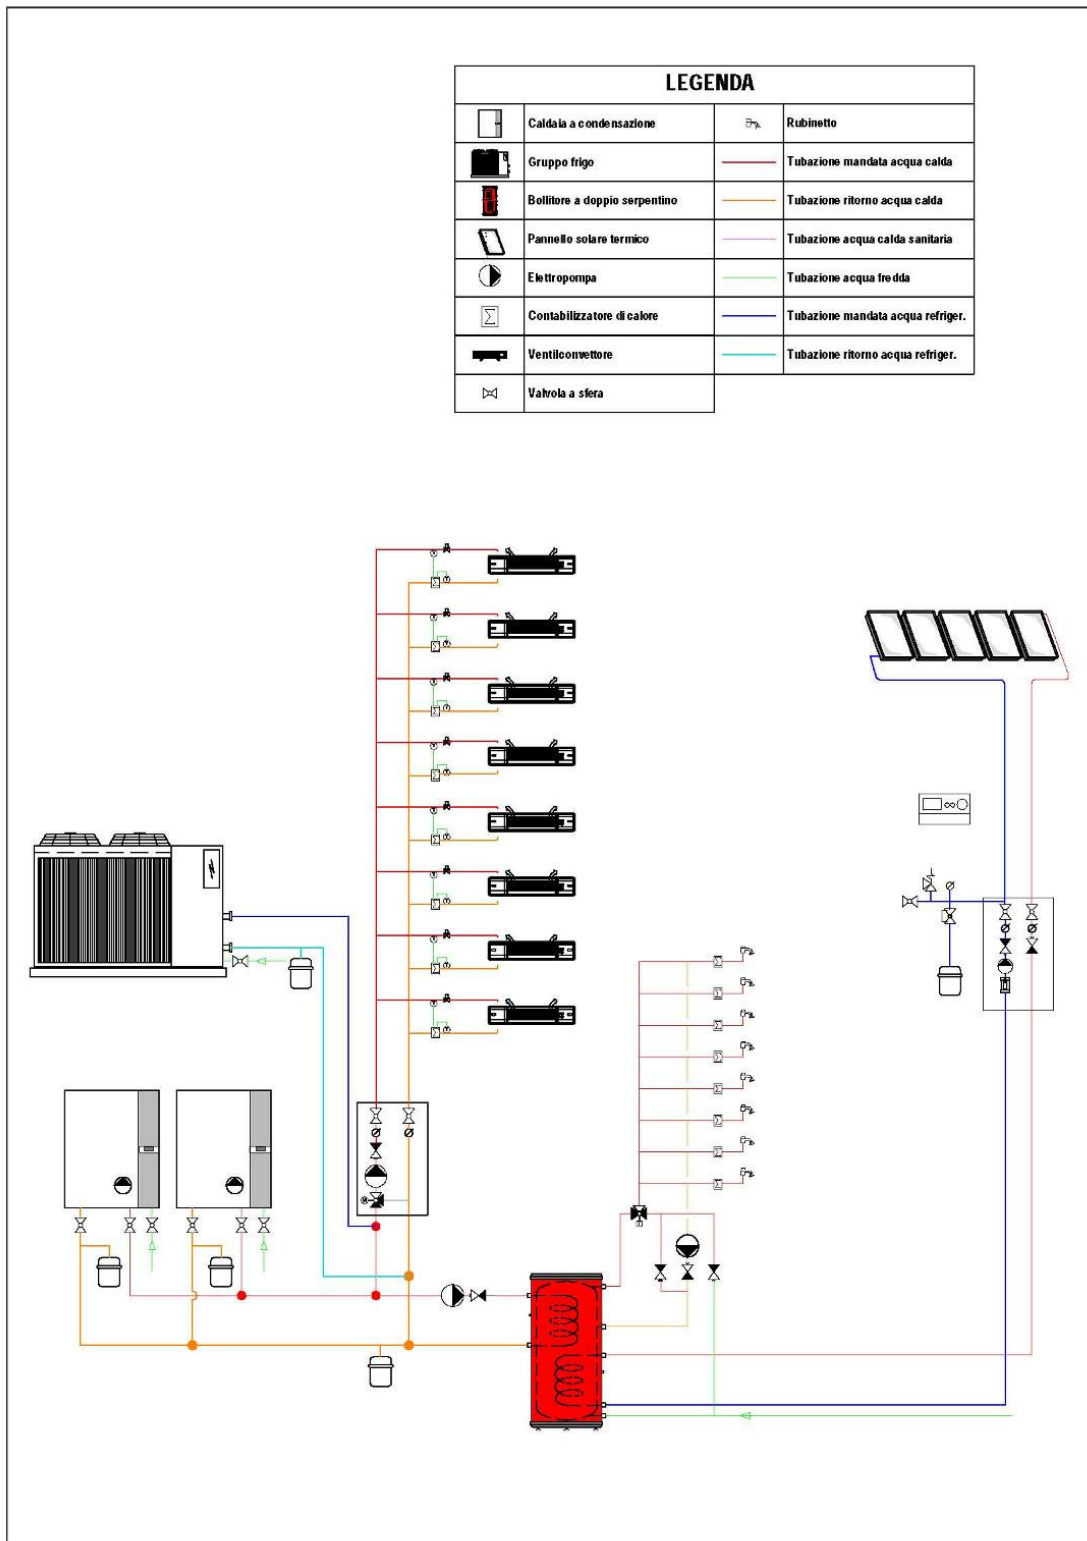 LEGENDA
Caldaia a condensazione
Rubinetto
Gruppo frigo
Tubazione mandata acqua calda
Bollitore a doppio serpentino
Tubazione ritorno acqua calda
Pannello solare termico
Tubazione acqua calda sanitaria
Elettropompa
Tubazione acqua fredda
Contabilizzatore di calore
Tubazione mandata acqua refriger.
Ventilconvettore
Tubazione ritorno acqua refriger.
Valvola a sfera